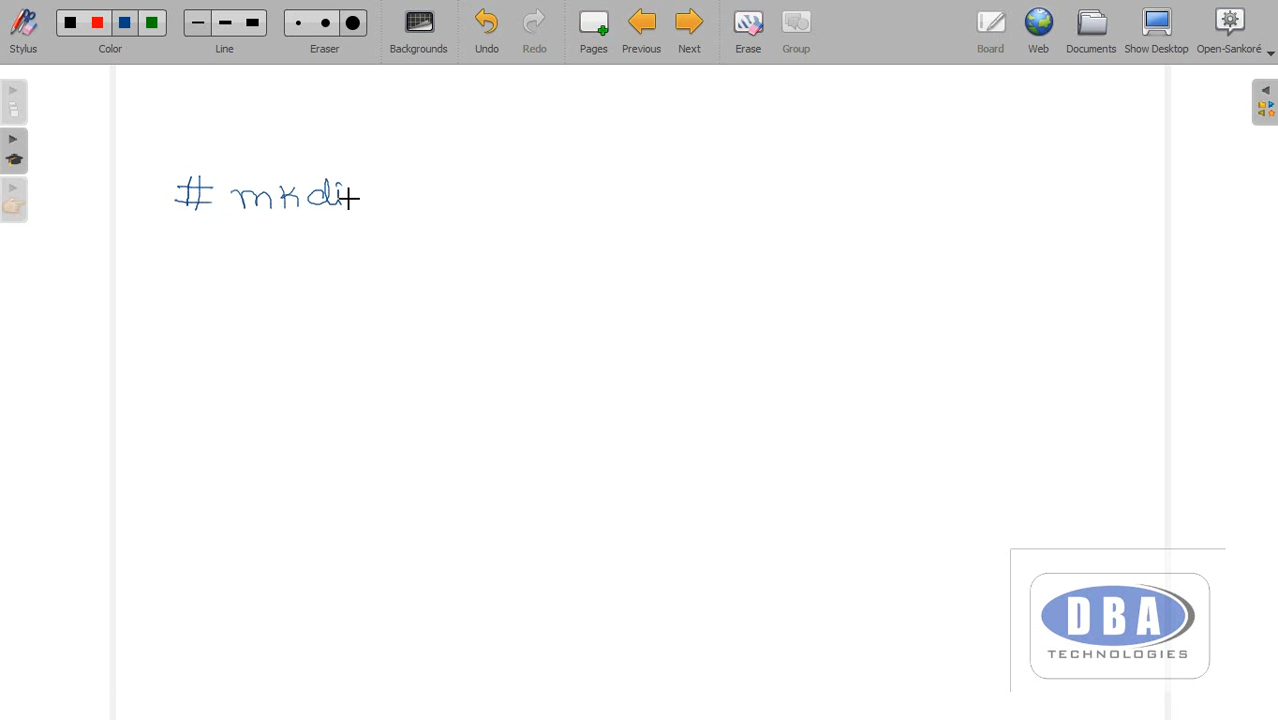 Stylus
Color
Line
Eraser
Backgrounds
Undo
Redo
Pages
Previous
Next
Erase
Group
Board
Web
Documents
Show Desktop
Open-Sankoré
# mkdi
DBA
TECHNOLOGIES